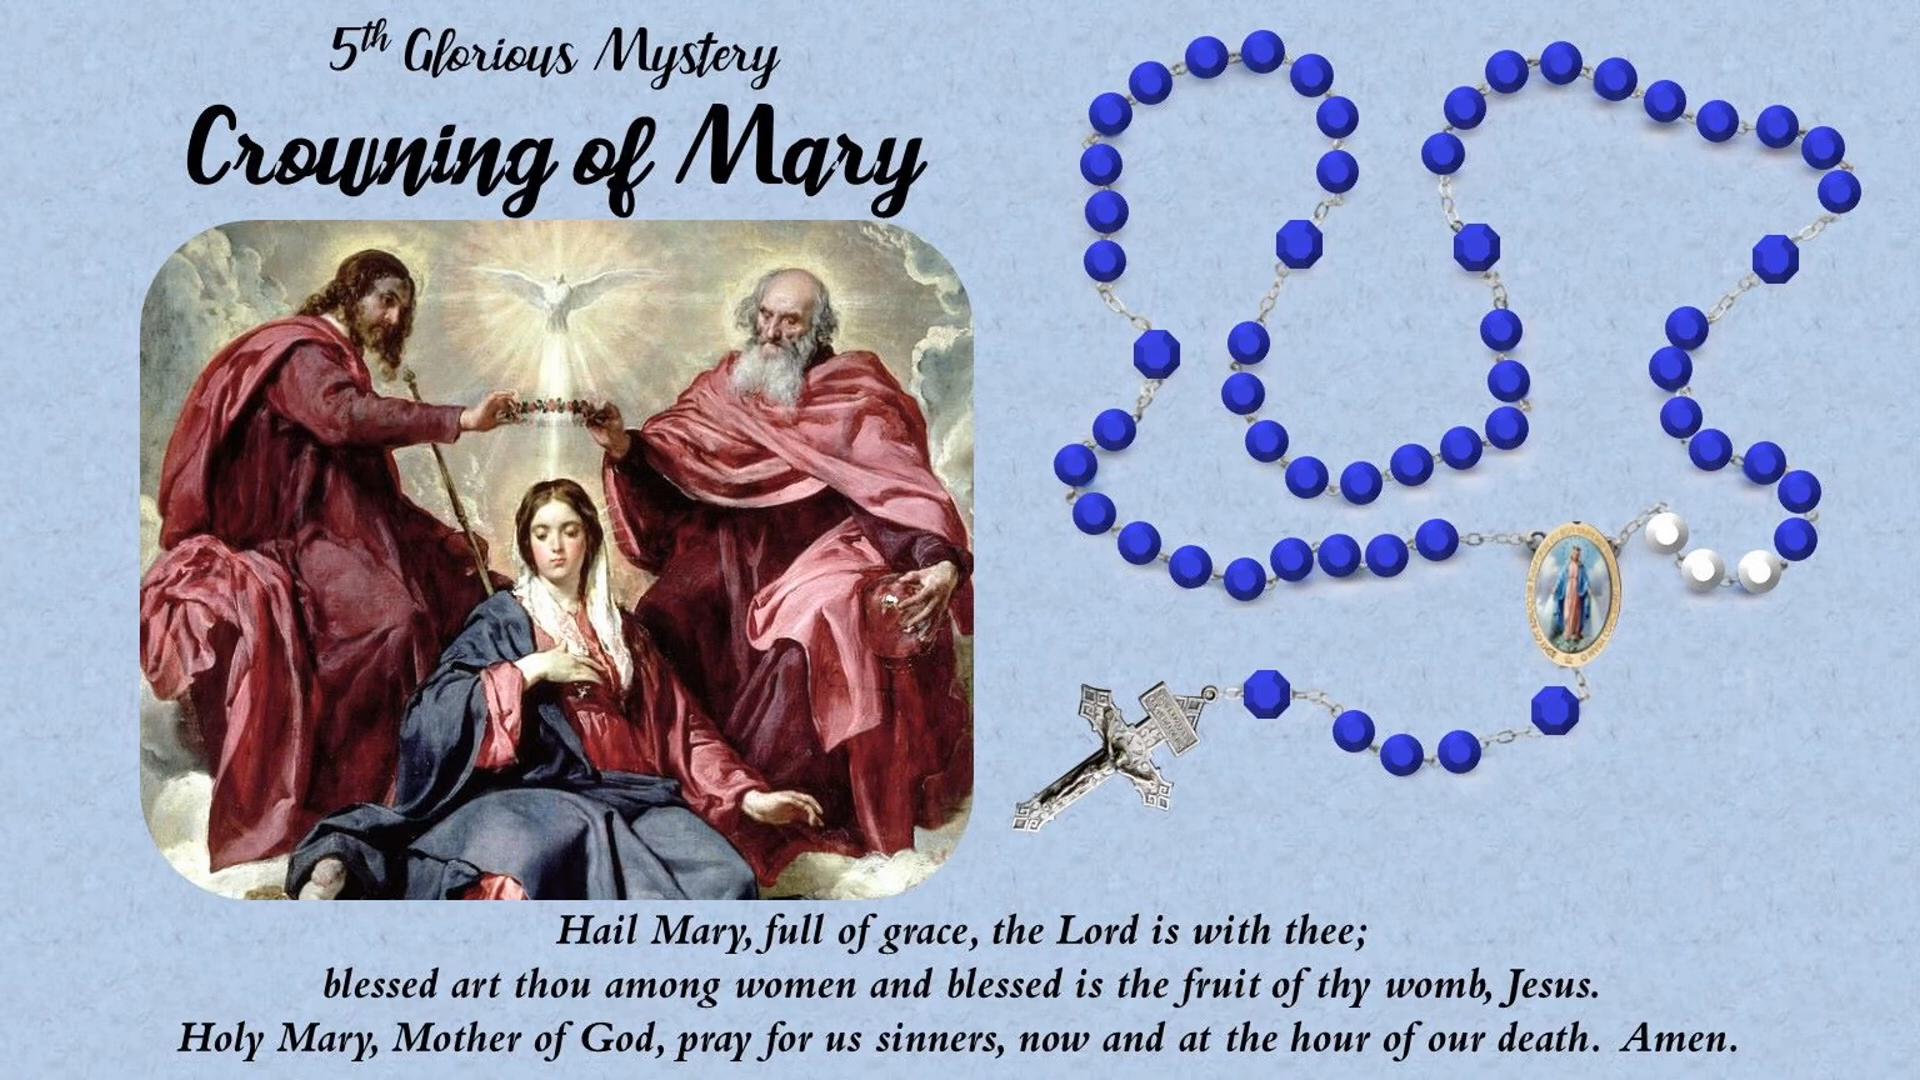 5th Glorious Mystery
Crowning of Mary
Hail Mary, full of grace, the Lord is with thee;
blessed art thou among women and blessed is the fruit of thy womb, Jesus.
Holy Mary, Mother of God, pray for us sinners, now and at the hour of our death. Amen.